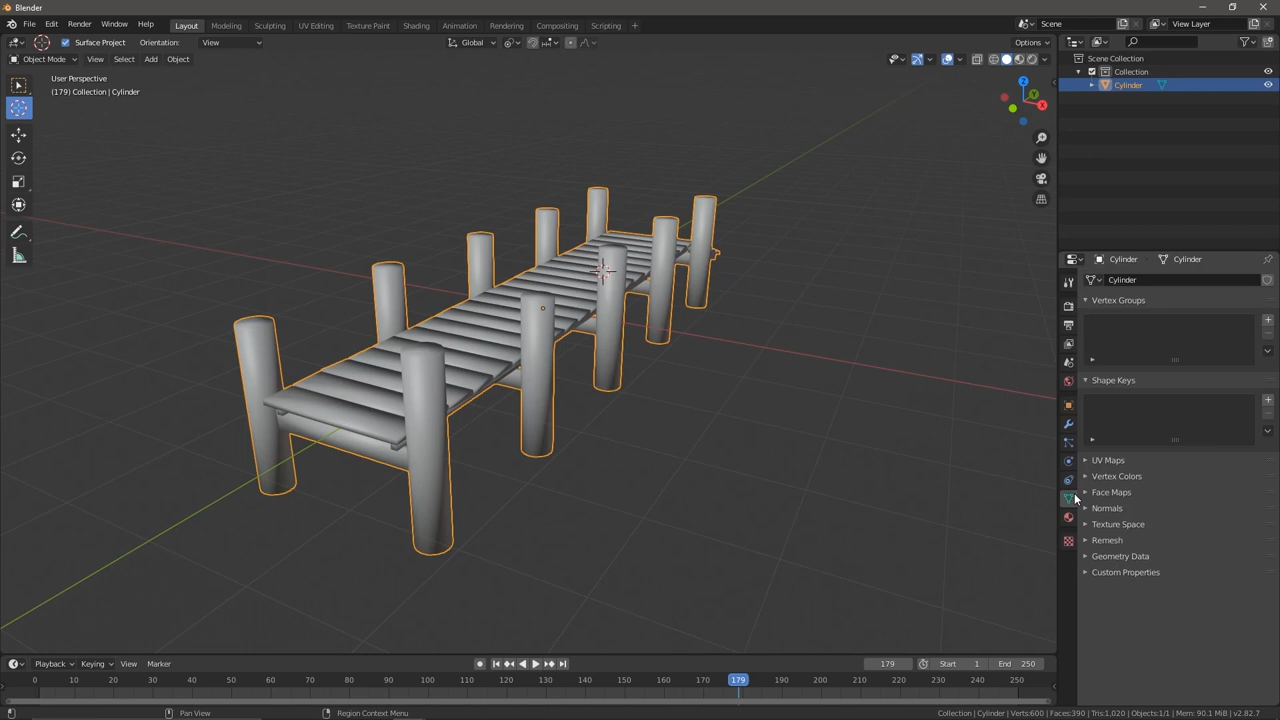 Blender
File Edit Render Window Help
Layout Modeling Sculpting UV Editing Texture Paint Shading Animation Rendering Compositing Scripting +
Scene
View Layer
Surface Project Orientation: View
Global
Options
Object Mode View Select Add Object
User Perspective
(179) Collection | Cylinder
Z
Y
X
Scene Collection
Collection
Cylinder
Cylinder Cylinder
Cylinder
Vertex Groups
Shape Keys
UV Maps
Vertex Colors
Face Maps
Normals
Texture Space
Remesh
Geometry Data
Custom Properties
Playback Keying View Marker
179 Start 1 End 250
0 10 20 30 40 50 60 70 80 90 100 110 120 130 140 150 160 170 179 190 200 210 220 230 240 250
Pan View
Region Context Menu
Collection | Cylinder | Verts:600 | Faces:390 | Tris:1,020 | Objects:1/1 | Mem: 90.1 MiB | v2.82.7